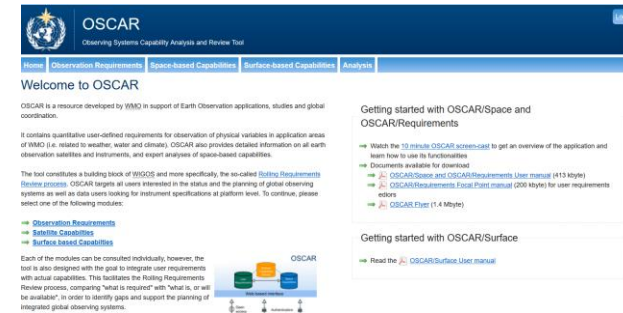 OSCAR
Observing Systems Capability Analysis and Review Tool
Home Observation Requirements Space-based Capabilities Surface-based Capabilities Analysis
Welcome to OSCAR
OSCAR is a resource developed by WMO in support of Earth Observation applications, studies and global
coordination.
It contains quantitative user-defined requirements for observation of physical variables in application areas
of WMO (i.e. related to weather, water and climate). OSCAR also provides detailed information on all earth
observation satellites and instruments, and expert analyses of space-based capabilities.
The tool constitutes a building block of WIGOS and more specifically, the so-called Rolling Requirements
Review process. OSCAR targets all users interested in the status and the planning of global observing
systems as well as data users looking for instrument specifications at platform level. To continue, please
select one of the following modules:
Observation Requirements
Satellite Capabilities
Surface based Capabilities
Each of the modules can be consulted individually, however, the
tool is also designed with the goal to integrate user requirements
with actual capabilities. This facilitates the Rolling Requirements
Review process, comparing "what is required" with "what is, or will
be available", in order to identify gaps and support the planning of
integrated global observing systems.
OSCAR
Getting started with OSCAR/Space and
OSCAR/Requirements
Watch the 10 minute OSCAR screen-cast to get an overview of the application and
learn how to use its functionalities
Documents available for download
OSCAR/Space and OSCAR/Requirements User manual (413 kbyte)
OSCAR/Requirements Focal Point manual (200 kbyte) for user requirements
ediors
OSCAR Flyer (1.4 Mbyte)
Getting started with OSCAR/Surface
Read the OSCAR/Surface User manual